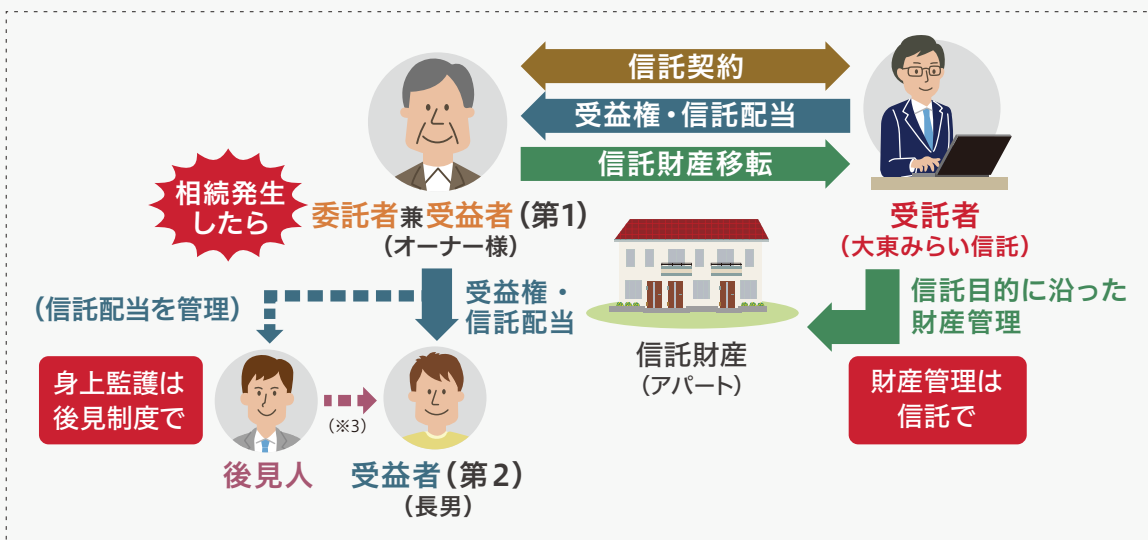 信託契約
受益権・信託配当
信託財産移転
相続発生
したら
委託者兼受益者(第1)
(オーナー様)
受託者
(大東みらい信託)
(信託配当を管理)
受益権・
信託配当
信託目的に沿った
財産管理
信託財産
(アパート)
身上監護は
後見制度で
(※3)
財産管理は
信託で
後見人
受益者(第2)
(長男)